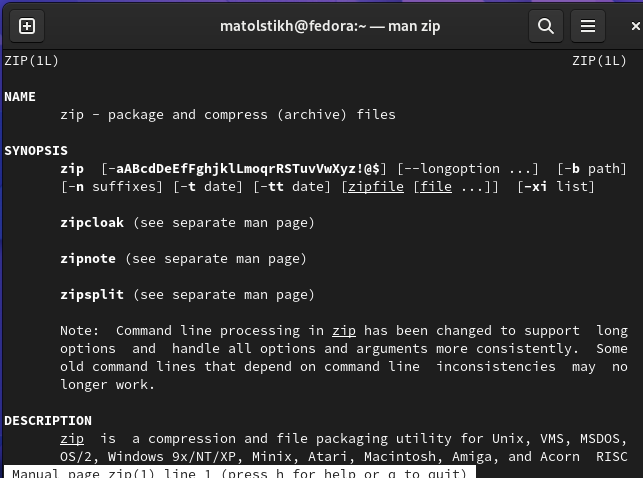 matolstikh@fedora:~ — man zip
ZIP(1L) ZIP(1L)
NAME
zip - package and compress (archive) files
SYNOPSIS
zip [-aABcdDeEfFghjklLmoqrRSTuvVwXyz!@$] [--longoption ...] [-b path]
[-n suffixes] [-t date] [-tt date] [zipfile [file ...]] [-xi list]
zipcloak (see separate man page)
zipnote (see separate man page)
zipsplit (see separate man page)
Note: Command line processing in zip has been changed to support long
options and handle all options and arguments more consistently. Some
old command lines that depend on command line inconsistencies may no
longer work.
DESCRIPTION
zip is a compression and file packaging utility for Unix, VMS, MSDOS,
OS/2, Windows 9x/NT/XP, Minix, Atari, Macintosh, Amiga, and Acorn RISC
Manual page zip(1) line 1 (press h for help or q to quit)